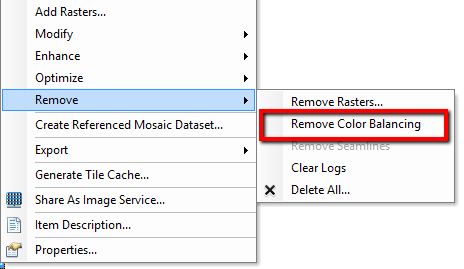 Add Rasters...
Modify
Enhance
Optimize
Remove
Create Referenced Mosaic Dataset...
Export
Generate Tile Cache...
Share As Image Service...
Item Description...
Properties...
Remove Rasters...
Remove Color Balancing
Remove Seamlines
Clear Logs
Delete All...